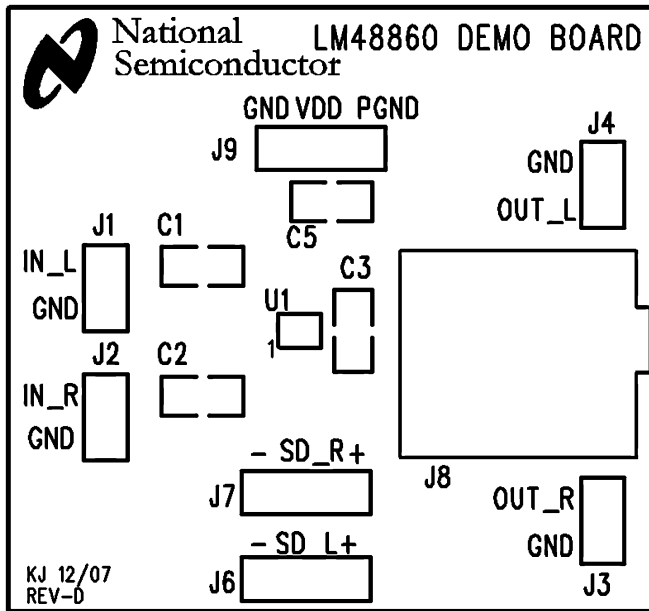 National
Semiconductor
LM48860 DEMO BOARD
GND VDD PGND
J9
J4
GND
OUT_L
C5
J1
C1
IN_L
GND
C3
U1
1
J2
C2
IN_R
GND
J8
- SD_R+
J7
OUT_R
GND
J3
- SD_L+
J6
KJ 12/07
REV-D